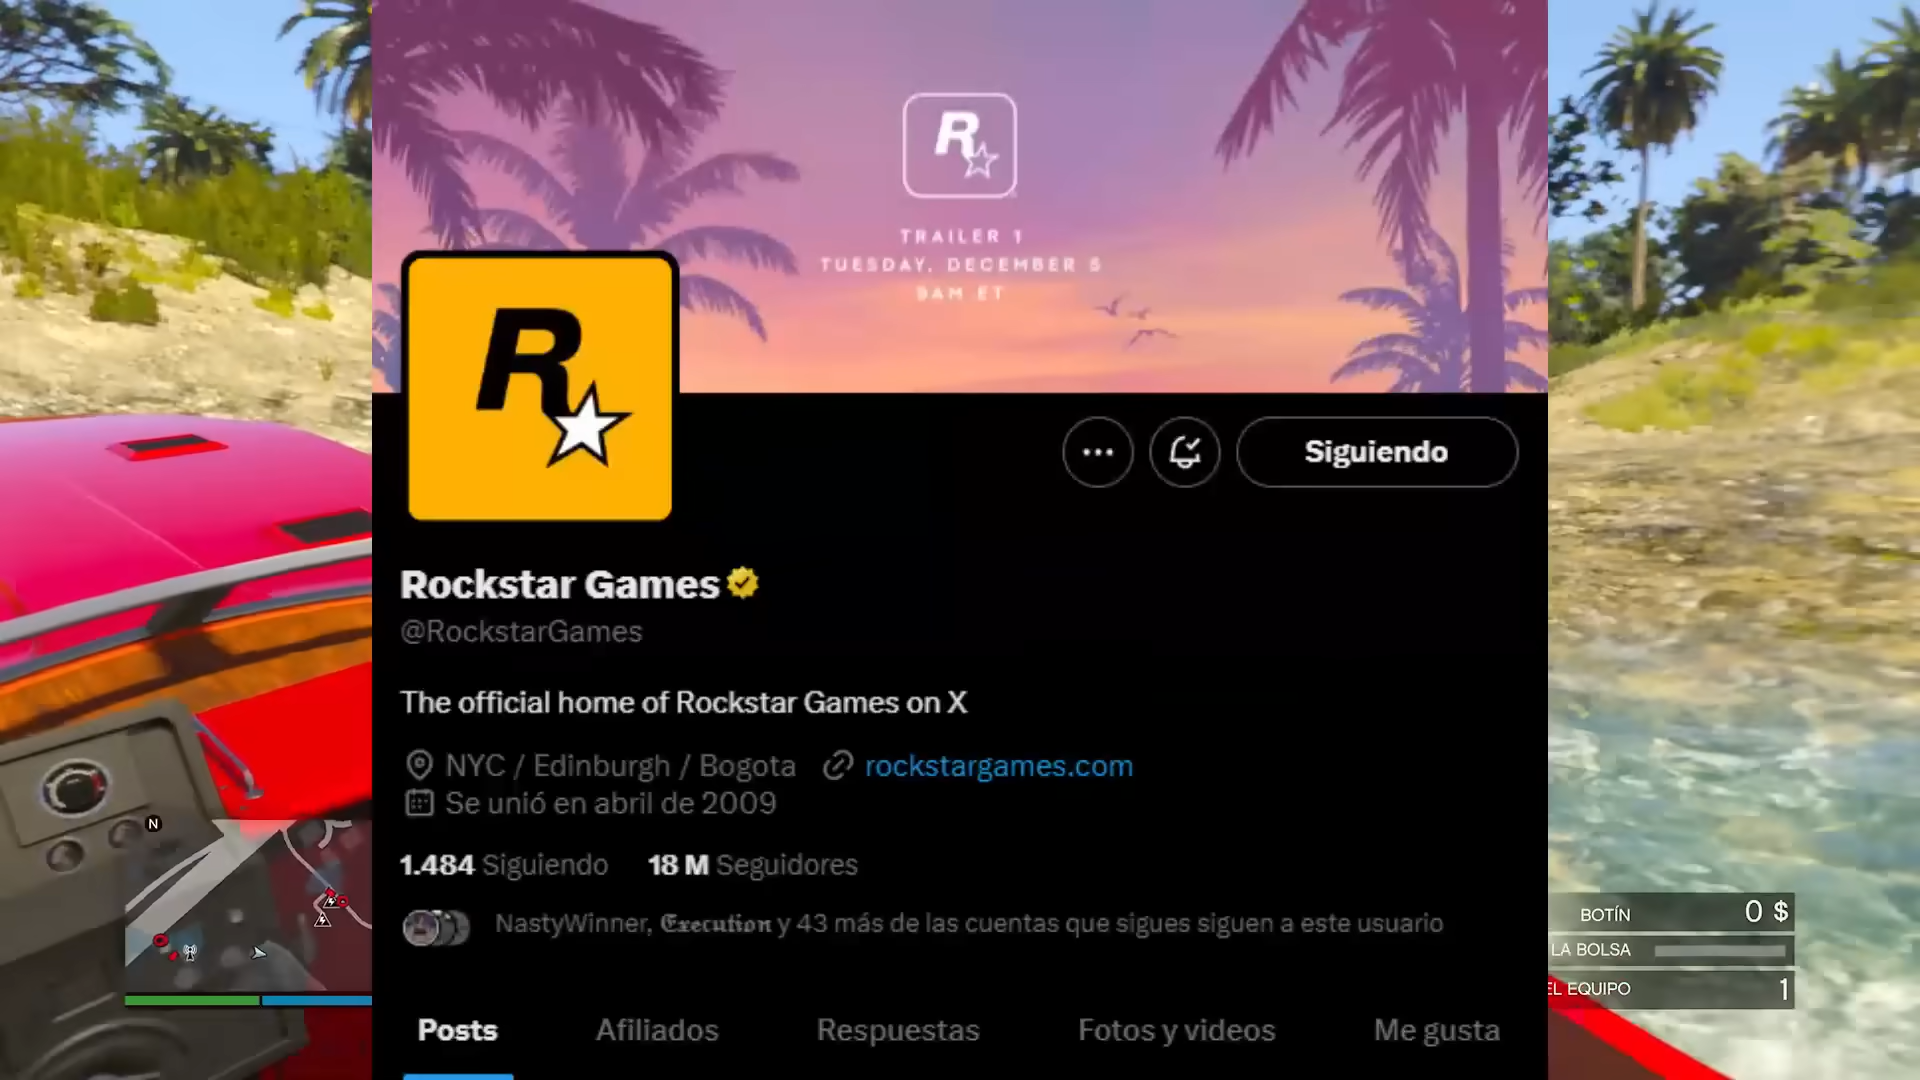 R
TRAILER 1
TUESDAY, DECEMBER 5
9AM ET
R
Siguiendo
Rockstar Games
@RockstarGames
The official home of Rockstar Games on X
NYC / Edinburgh / Bogota rockstargames.com
Se unió en abril de 2009
1.484 Siguiendo 18 M Seguidores
NastyWinner, 𝕰𝖝𝖊𝖈𝖚𝖙𝖎𝖔𝖓 y 43 más de las cuentas que sigues siguen a este usuario
Posts Afiliados Respuestas Fotos y videos Me gusta
N
BOTÍN 0 $
LA BOLSA
EL EQUIPO 1